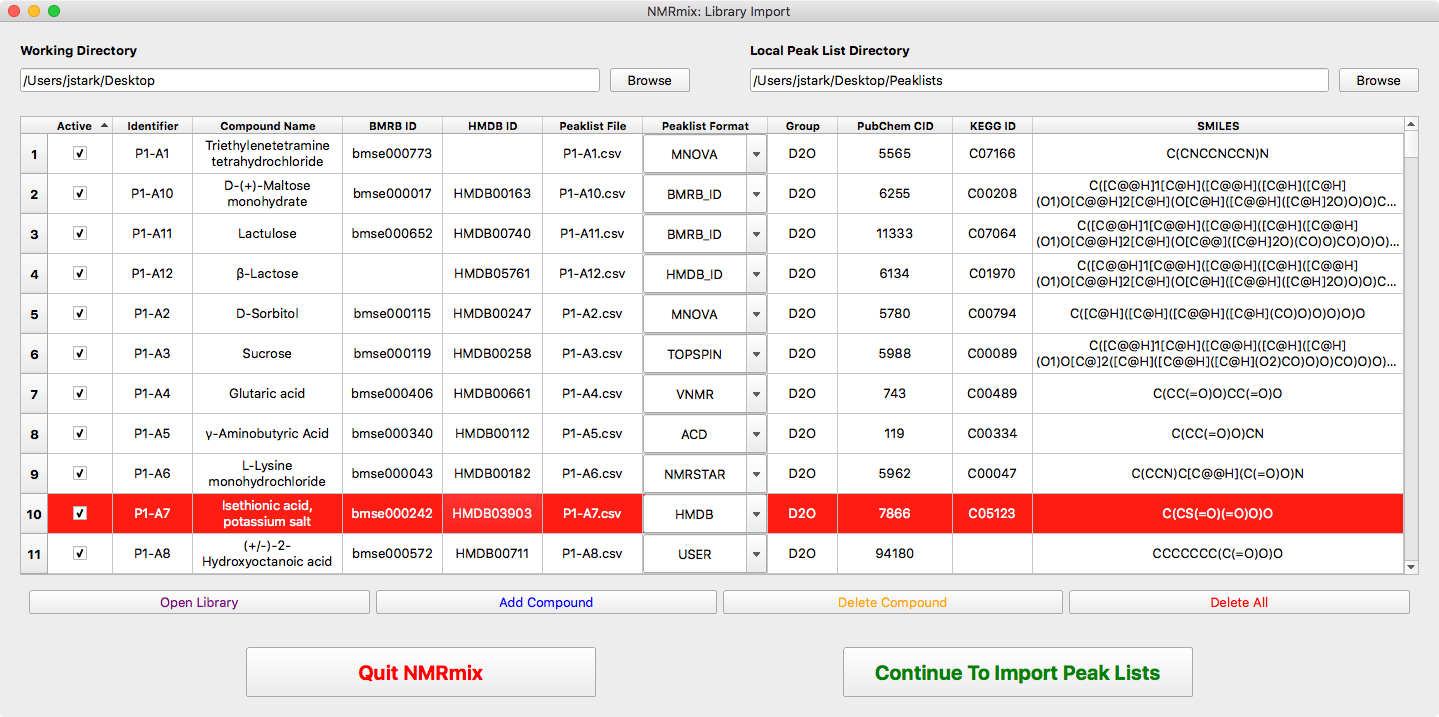 NMRmix: Library Import
Working Directory
Local Peak List Directory
/Users/jstark/Desktop
Browse
/Users/jstark/Desktop/Peaklists
Browse
Active Identifier Compound Name BMRB ID HMDB ID Peaklist File Peaklist Format Group PubChem CID KEGG ID SMILES
1 P1-A1 Triethylenetetramine tetrahydrochloride bmse000773 P1-A1.csv MNOVA D2O 5565 C07166 C(CNCCNCCN)N
2 P1-A10 D-(+)-Maltose monohydrate bmse000017 HMDB00163 P1-A10.csv BMRB_ID D2O 6255 C00208 C([C@@H]1[C@H]([C@@H]([C@H]([C@H] (O1)O[C@@H]2[C@H](O[C@H]([C@@H]([C@H]2O)O)O)C...
3 P1-A11 Lactulose bmse000652 HMDB00740 P1-A11.csv BMRB_ID D2O 11333 C07064 C([C@@H]1[C@@H]([C@@H]([C@H]([C@@H] (O1)O[C@@H]2[C@H](O[C@@]([C@H]2O)(CO)O)CO)O)O)...
4 P1-A12 β-Lactose HMDB05761 P1-A12.csv HMDB_ID D2O 6134 C01970 C([C@@H]1[C@@H]([C@@H]([C@H]([C@@H] (O1)O[C@@H]2[C@H](O[C@H]([C@@H]([C@H]2O)O)O)C...
5 P1-A2 D-Sorbitol bmse000115 HMDB00247 P1-A2.csv MNOVA D2O 5780 C00794 C([C@H]([C@H]([C@@H]([C@H](CO)O)O)O)O)O
6 P1-A3 Sucrose bmse000119 HMDB00258 P1-A3.csv TOPSPIN D2O 5988 C00089 C([C@@H]1[C@H]([C@@H]([C@H]([C@H] (O1)O[C@]2([C@H]([C@@H]([C@H](O2)CO)O)O)CO)O)O)...
7 P1-A4 Glutaric acid bmse000406 HMDB00661 P1-A4.csv VNMR D2O 743 C00489 C(CC(=O)O)CC(=O)O
8 P1-A5 γ-Aminobutyric Acid bmse000340 HMDB00112 P1-A5.csv ACD D2O 119 C00334 C(CC(=O)O)CN
9 P1-A6 L-Lysine monohydrochloride bmse000043 HMDB00182 P1-A6.csv NMRSTAR D2O 5962 C00047 C(CCN)C[C@@H](C(=O)O)N
10 P1-A7 Isethionic acid, potassium salt bmse000242 HMDB03903 P1-A7.csv HMDB D2O 7866 C05123 C(CS(=O)(=O)O)O
11 P1-A8 (+/-)-2-Hydroxyoctanoic acid bmse000572 HMDB00711 P1-A8.csv USER D2O 94180 CCCCCCC(C(=O)O)O
Open Library
Add Compound
Delete Compound
Delete All
Quit NMRmix
Continue To Import Peak Lists